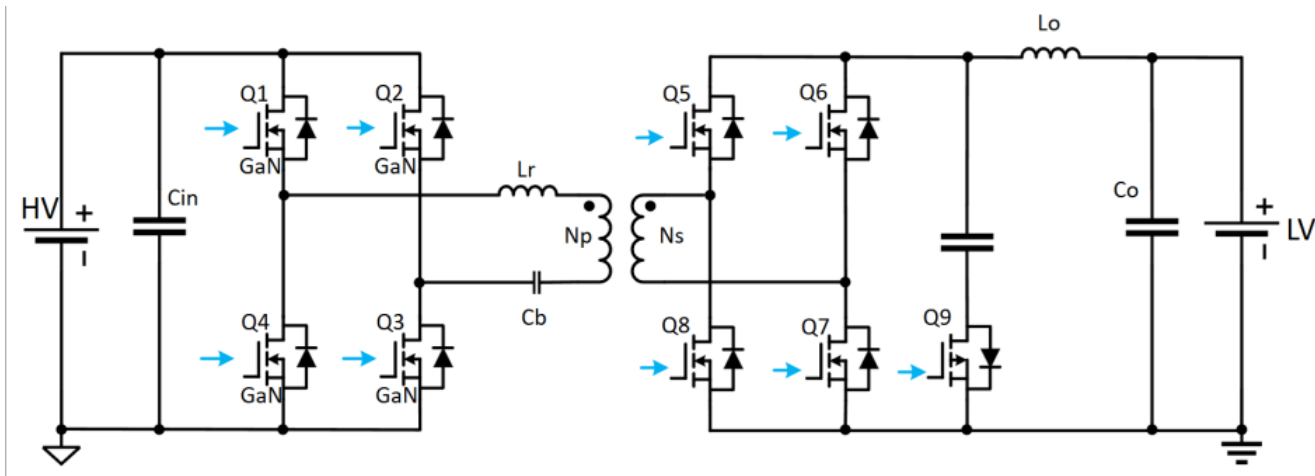 Lo
Q1
Q2
Q5
Q6
GaN
GaN
Lr
HV
+
Cin
Np
Ns
Co
+
LV
Cb
Q4
Q3
Q8
Q7
Q9
GaN
GaN